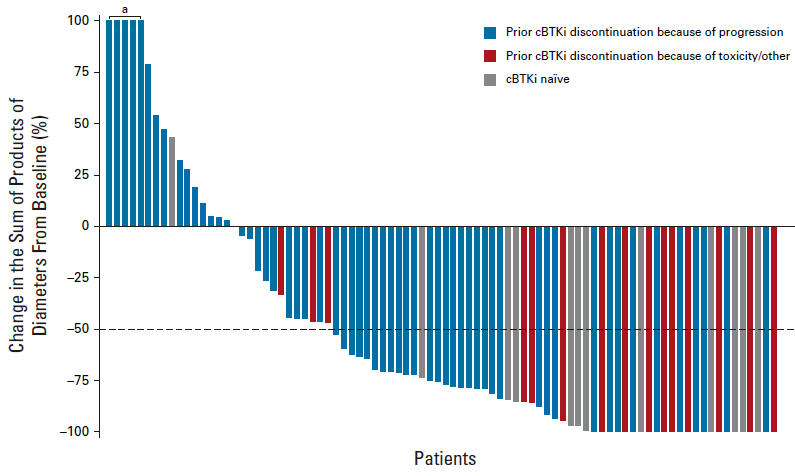 a
Prior cBTKi discontinuation because of progression
Prior cBTKi discontinuation because of toxicity/other
cBTKi naïve
Change in the Sum of Products of
Diameters From Baseline (%)
100
75
50
25
0
–25
–50
–75
–100
Patients